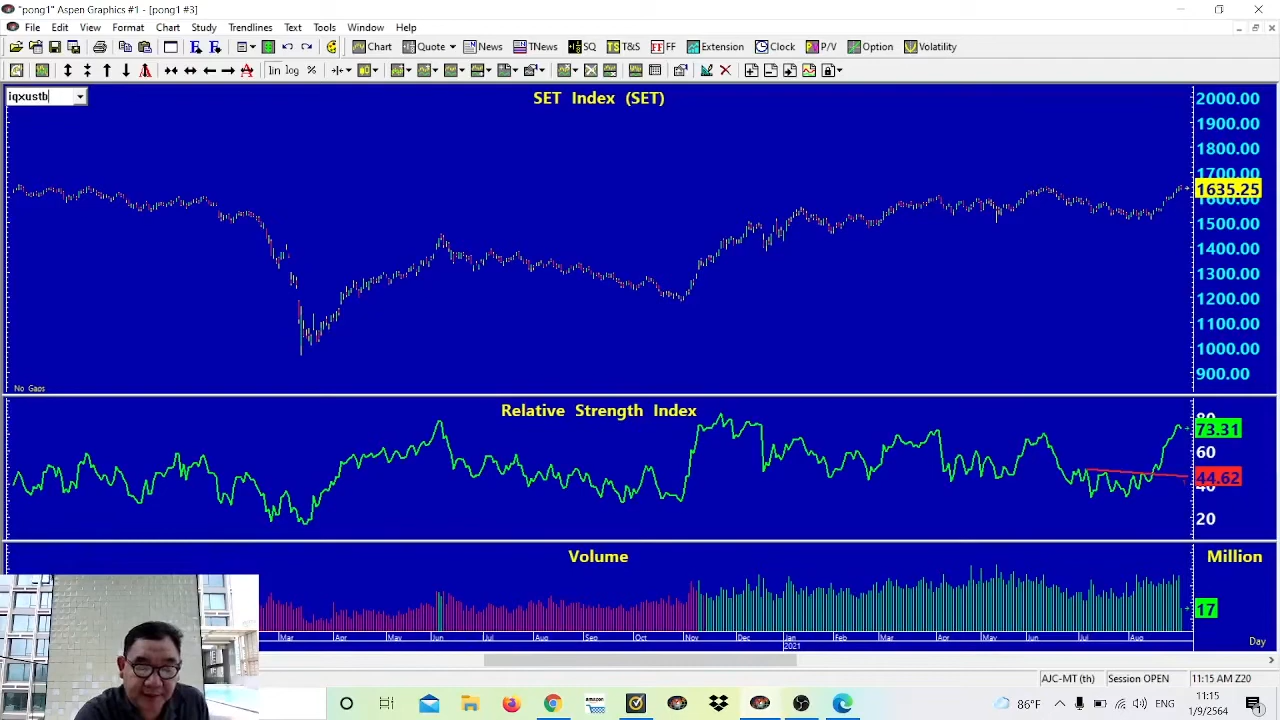 "pong1" Aspen Graphics #1 - [pong1 #3]
File Edit View Format Chart Study Trendlines Text Tools Window Help
Chart Quote News TNews SQ TS T&S FF FF Extension Clock P/V Option Volatility
lin log %
iqxustb
SET Index (SET)
2000.00
1900.00
1800.00
1700.00
1635.25
1600.00
1500.00
1400.00
1300.00
1200.00
1100.00
1000.00
900.00
No Gaps
Relative Strength Index
80
73.31
60
44.62
40
20
Volume
Million
17
Mar Apr May Jun Jul Aug Sep Oct Nov Dec Jan Feb Mar Apr May Jun Jul Aug
2021
Day
AJC-MT (th) Session OPEN 11:15 AM Z20
amazon
86°F ENG 11:15
1/9/2564